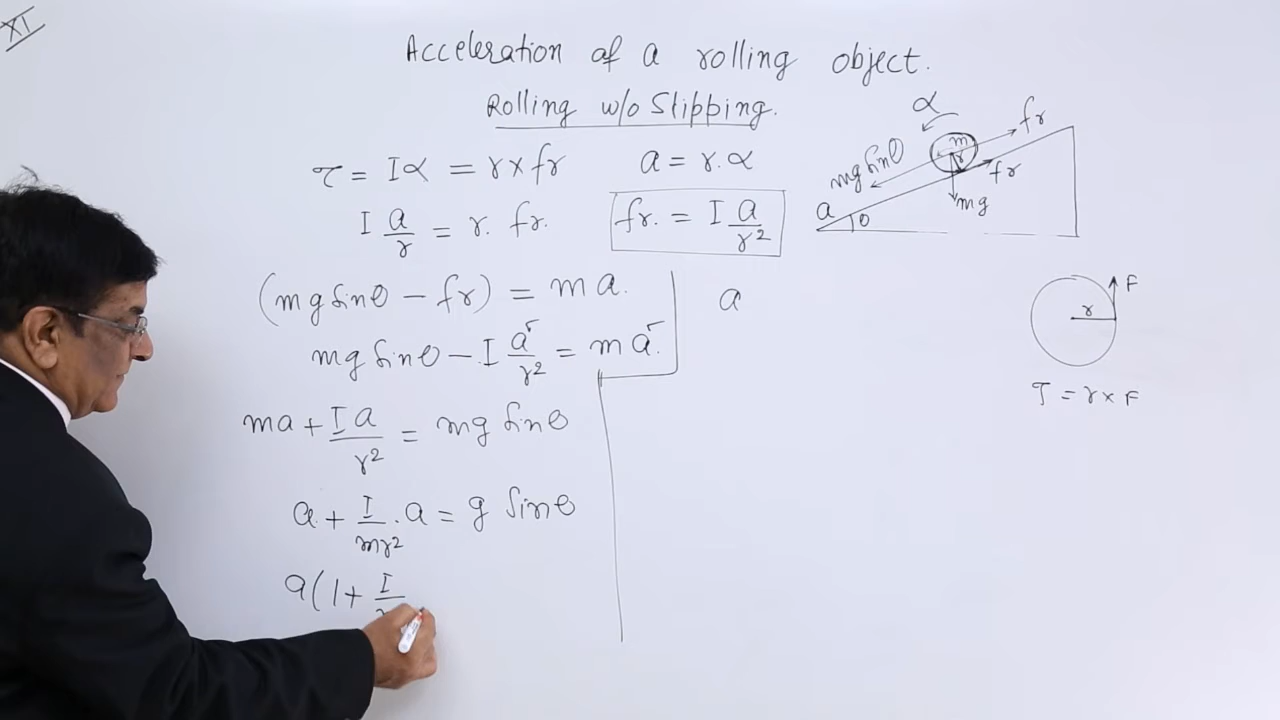 XI
Acceleration of a rolling object.
Rolling w/o Slipping.
τ = Iα = r × fr
a = r . α
I a/r = r. fr.
fr. = I a/r²
(mg sinθ − fr) = ma.
mg sinθ − I a/r² = ma.
ma + Ia/r² = mg sinθ
a + I/mr² . a = g sinθ
a(1 + I/
a
α
fr
m
r
mg sinθ
fr
mg
a
θ
F
r
τ = r × F